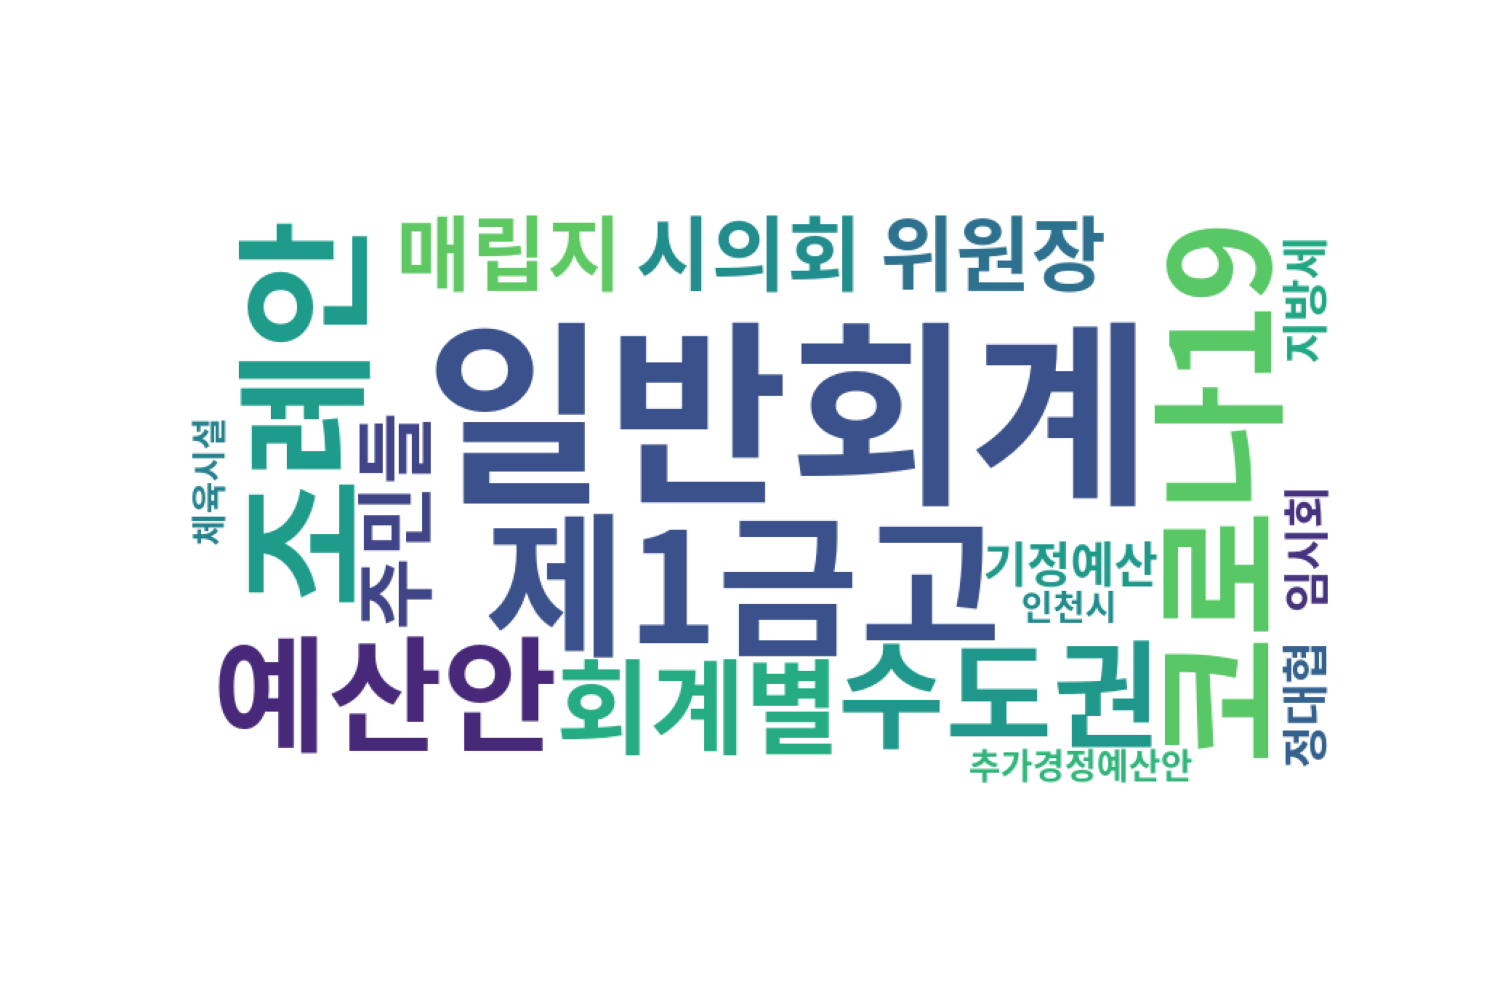 매립지 시의회 위원장
조례안
코로나19
지방세
일반회계
체육시설
주민들
제1금고
기정예산
인천시
임시회
예산안
회계별
수도권
정대협
추가경정예산안